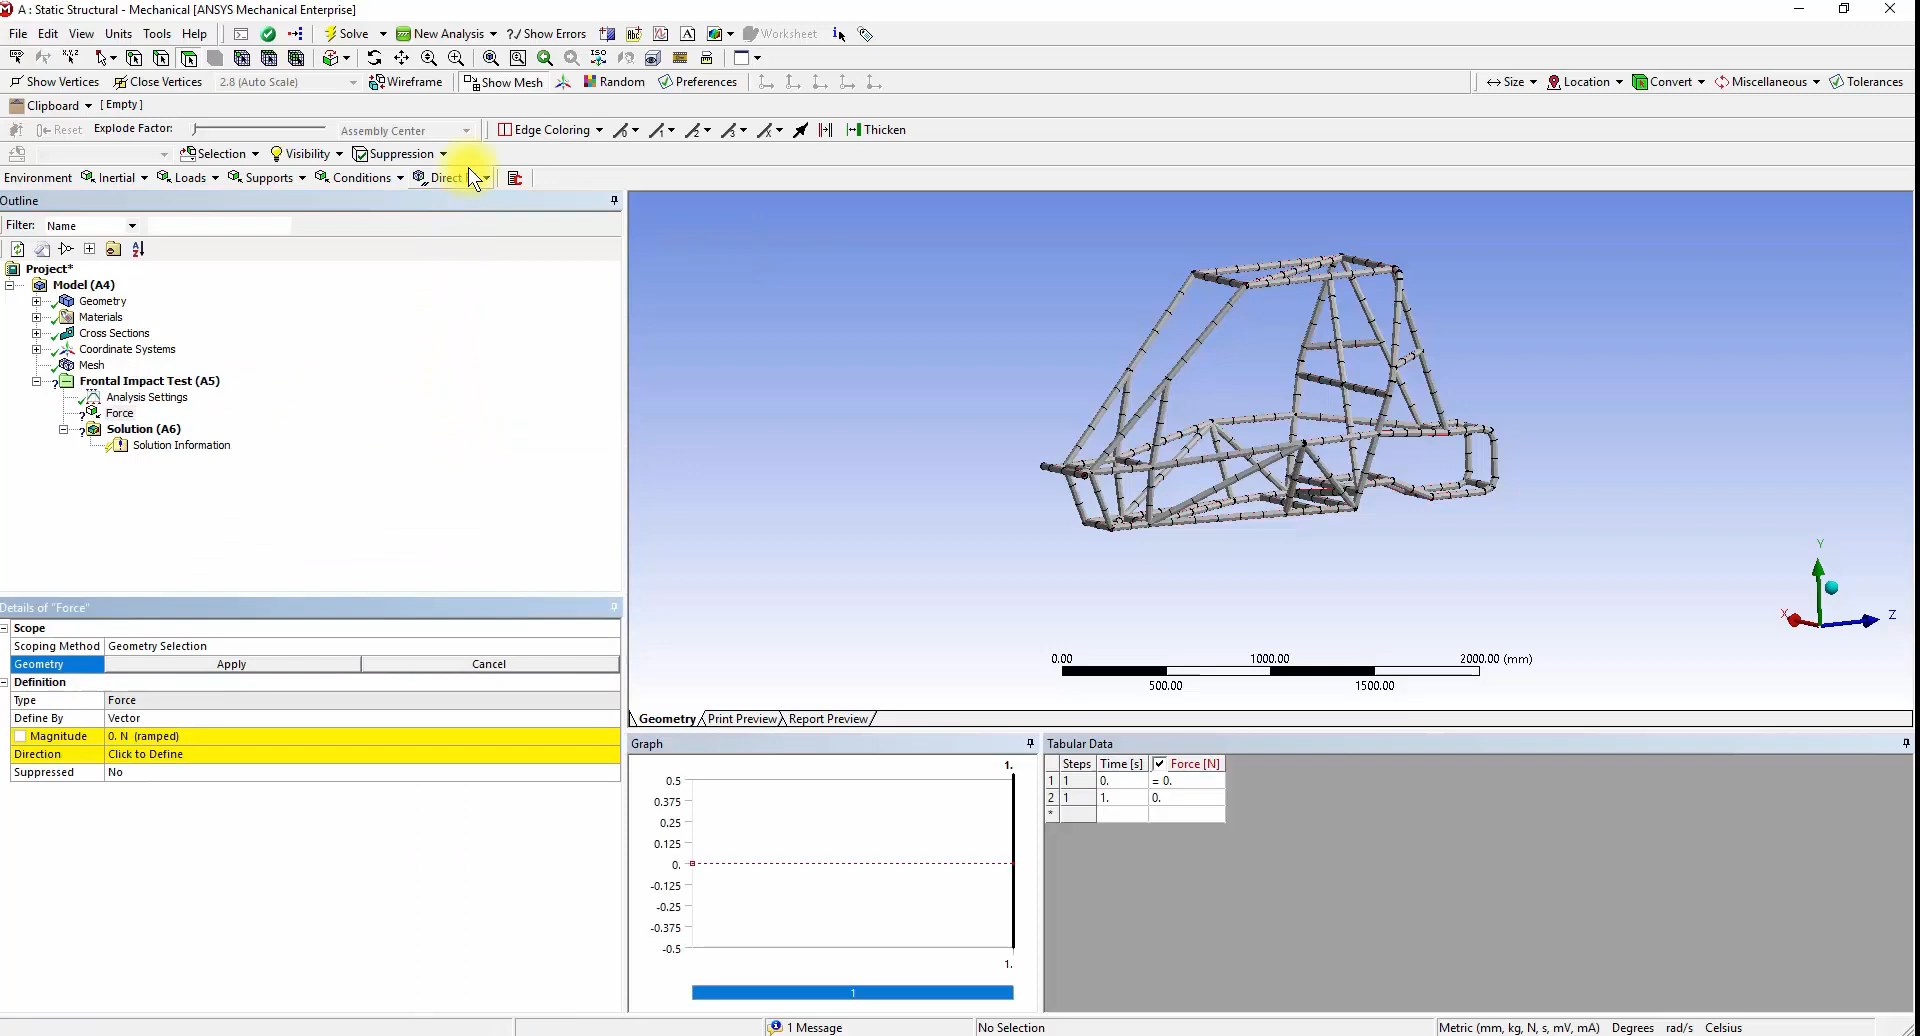 A : Static Structural - Mechanical [ANSYS Mechanical Enterprise]
File Edit View Units Tools Help Solve New Analysis ?/ Show Errors Worksheet i
Show Vertices Close Vertices 2.8 (Auto Scale) Wireframe Show Mesh Random Preferences Size Location Convert Miscellaneous Tolerances
Clipboard [ Empty ]
Reset Explode Factor: Assembly Center Edge Coloring Thicken
Selection Visibility Suppression
Environment Inertial Loads Supports Conditions Direct
Outline
Filter: Name
Project*
Model (A4)
Geometry
Materials
Cross Sections
Coordinate Systems
Mesh
Frontal Impact Test (A5)
Analysis Settings
Force
Solution (A6)
Solution Information
Details of "Force"
Scope
Scoping Method Geometry Selection
Geometry Apply Cancel
Definition
Type Force
Define By Vector
Magnitude 0. N (ramped)
Direction Click to Define
Suppressed No
Y
X
Z
0.00 1000.00 2000.00 (mm)
500.00 1500.00
Geometry Print Preview Report Preview
Graph
1.
0.5
0.375
0.25
0.125
0.
-0.125
-0.25
-0.375
-0.5
1.
1
Tabular Data
Steps Time [s] Force [N]
1 1 0. = 0.
2 1 1. 0.
*
1 Message No Selection Metric (mm, kg, N, s, mV, mA) Degrees rad/s Celsius